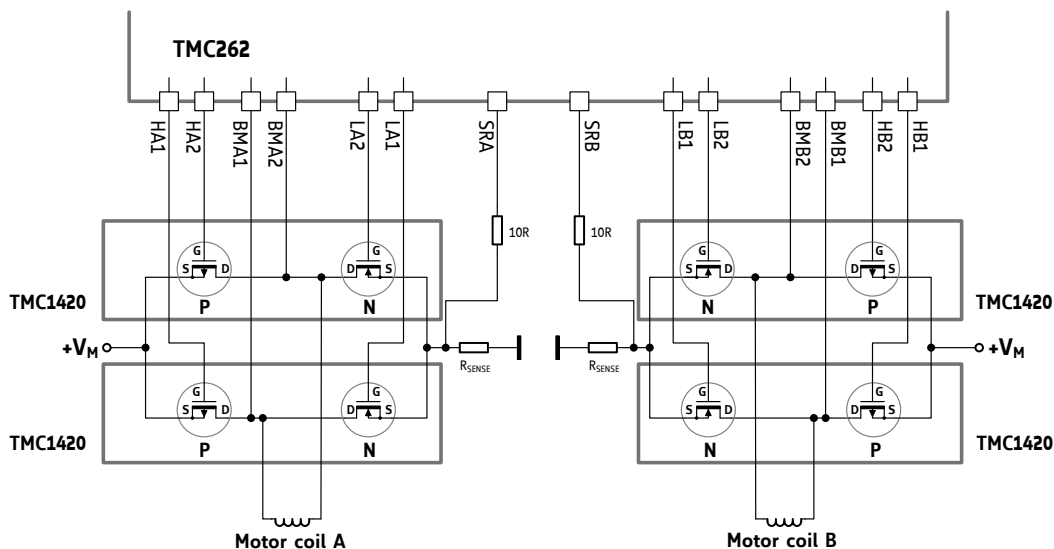 TMC262
HA1
HA2
BMA1
BMA2
LA2
LA1
SRA
SRB
LB1
LB2
BMB2
BMB1
HB2
HB1
10R
10R
G
S D
P
G
D S
N
G
S D
N
G
D S
P
TMC1420
TMC1420
+VM
RSENSE
RSENSE
+VM
G
S D
P
G
D S
N
G
S D
N
G
D S
P
TMC1420
TMC1420
Motor coil A
Motor coil B